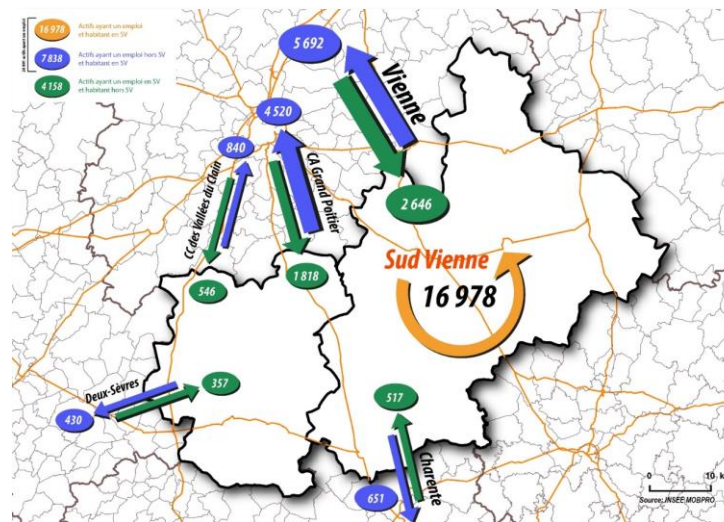 16 978
Actifs ayant un emploi
et habitant en SV
7 838
Actifs ayant un emploi hors SV
et habitant en SV
4 158
Actifs ayant un emploi en SV
et habitant hors SV
5 692
Vienne
4 520
840
CA Grand Poitier
CC des Vallées du Clain
2 646
Sud Vienne
16 978
1 818
546
Deux-Sèvres
357
430
517
Charente
651
0 10 k
Source: INSEE MOBPRO